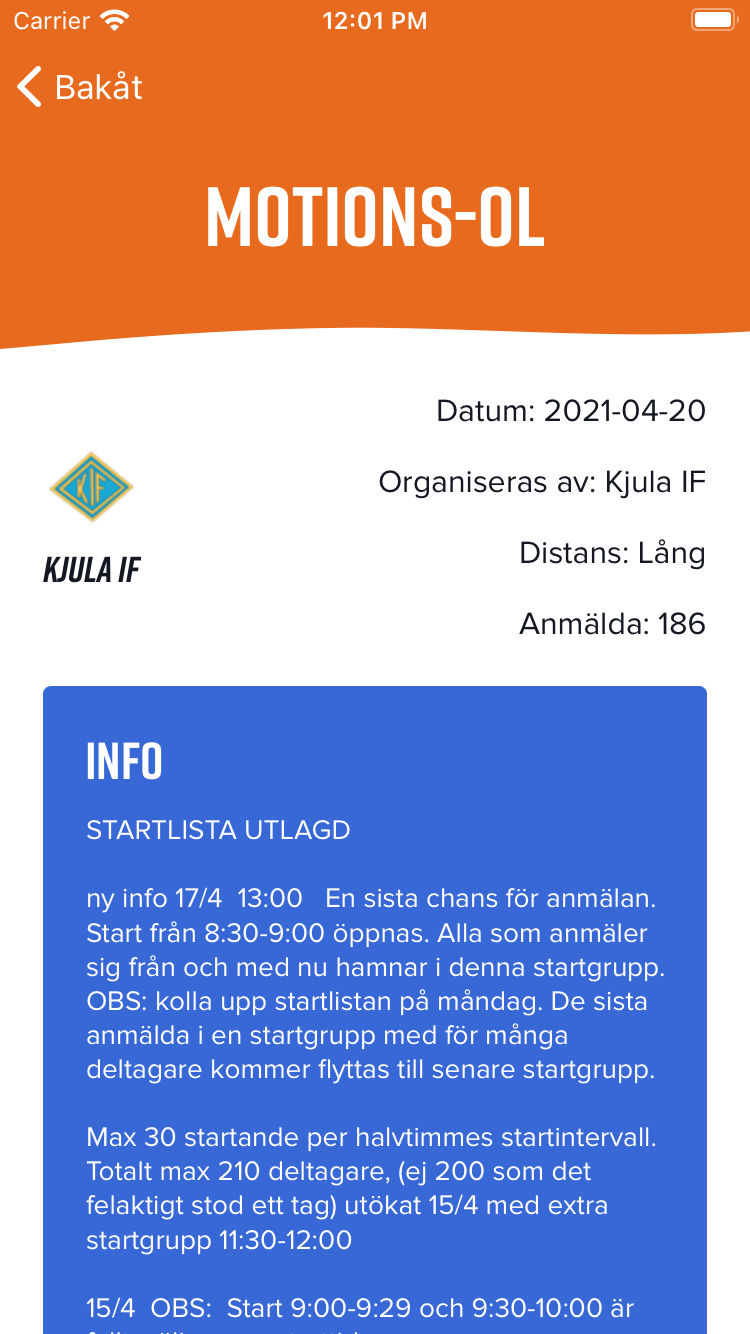 Carrier 12:01 PM
Bakåt
MOTIONS-OL
Datum: 2021-04-20
Organiseras av: Kjula IF
Distans: Lång
Anmälda: 186
KIF
KJULA IF
INFO
STARTLISTA UTLAGD
ny info 17/4  13:00   En sista chans för anmälan.
Start från 8:30-9:00 öppnas. Alla som anmäler
sig från och med nu hamnar i denna startgrupp.
OBS: kolla upp startlistan på måndag. De sista
anmälda i en startgrupp med för många
deltagare kommer flyttas till senare startgrupp.
Max 30 startande per halvtimmes startintervall.
Totalt max 210 deltagare, (ej 200 som det
felaktigt stod ett tag) utökat 15/4 med extra
startgrupp 11:30-12:00
15/4  OBS:  Start 9:00-9:29 och 9:30-10:00 är